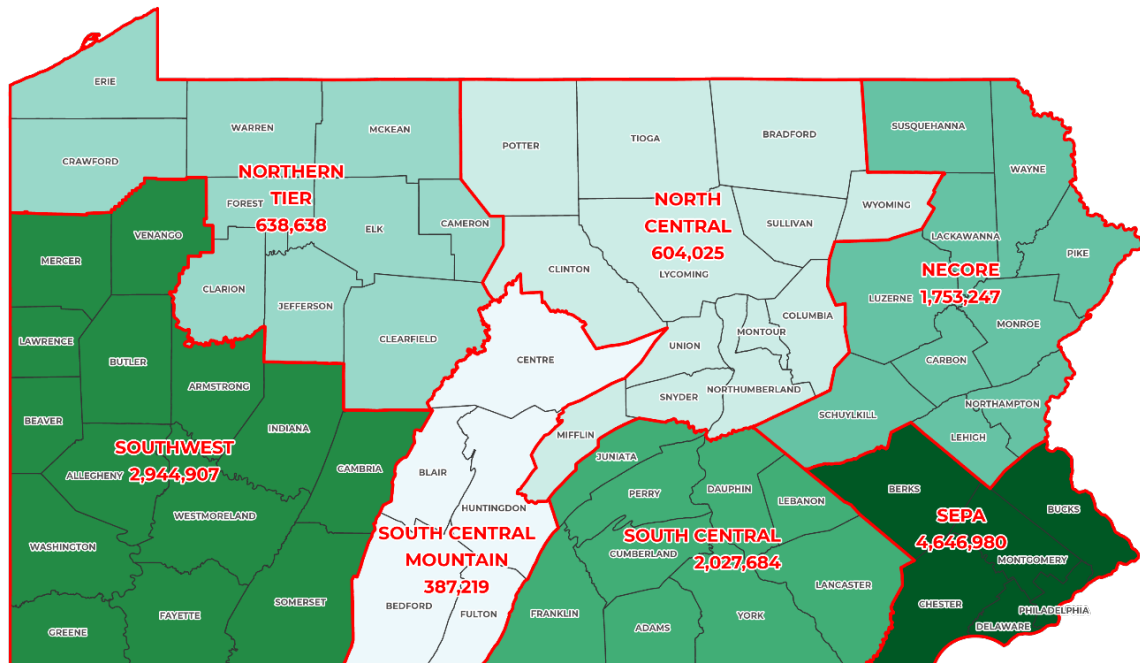 ERIE
WARREN
MCKEAN
POTTER
TIOGA
BRADFORD
SUSQUEHANNA
WAYNE
CRAWFORD
NORTHERN
TIER
638,638
FOREST
ELK
CAMERON
NORTH
CENTRAL
604,025
SULLIVAN
WYOMING
LACKAWANNA
PIKE
VENANGO
MERCER
CLARION
JEFFERSON
CLINTON
LYCOMING
COLUMBIA
NECORE
1,753,247
LUZERNE
MONROE
LAWRENCE
BUTLER
CLEARFIELD
CENTRE
UNION
MONTOUR
CARBON
ARMSTRONG
SNYDER
NORTHUMBERLAND
NORTHAMPTON
BEAVER
INDIANA
MIFFLIN
SCHUYLKILL
LEHIGH
SOUTHWEST
2,944,907
ALLEGHENY
CAMBRIA
BLAIR
JUNIATA
PERRY
DAUPHIN
LEBANON
BERKS
BUCKS
WESTMORELAND
HUNTINGDON
SEPA
4,646,980
WASHINGTON
SOUTH CENTRAL
MOUNTAIN
387,219
SOUTH CENTRAL
2,027,684
CUMBERLAND
MONTGOMERY
LANCASTER
GREENE
FAYETTE
SOMERSET
BEDFORD
FULTON
FRANKLIN
ADAMS
YORK
CHESTER
DELAWARE
PHILADELPHIA